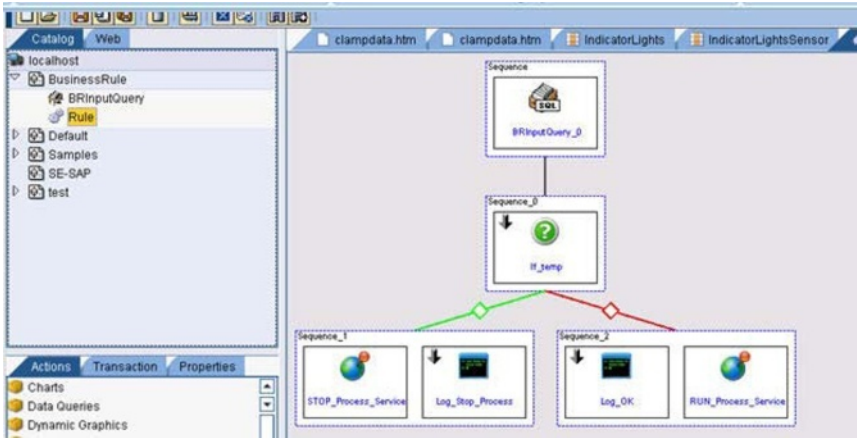 Catalog Web
clampdata.htm clampdata.htm IndicatorLights IndicatorLightsSensor
localhost
BusinessRule
BRInputQuery
Rule
Default
Samples
SE-SAP
test
Sequence
SQL
BRInputQuery_0
Sequence_0
If_temp
Sequence_1
STOP_Process_Service
Log_Stop_Process
Sequence_2
Log_OK
RUN_Process_Service
Actions Transaction Properties
Charts
Data Queries
Dynamic Graphics